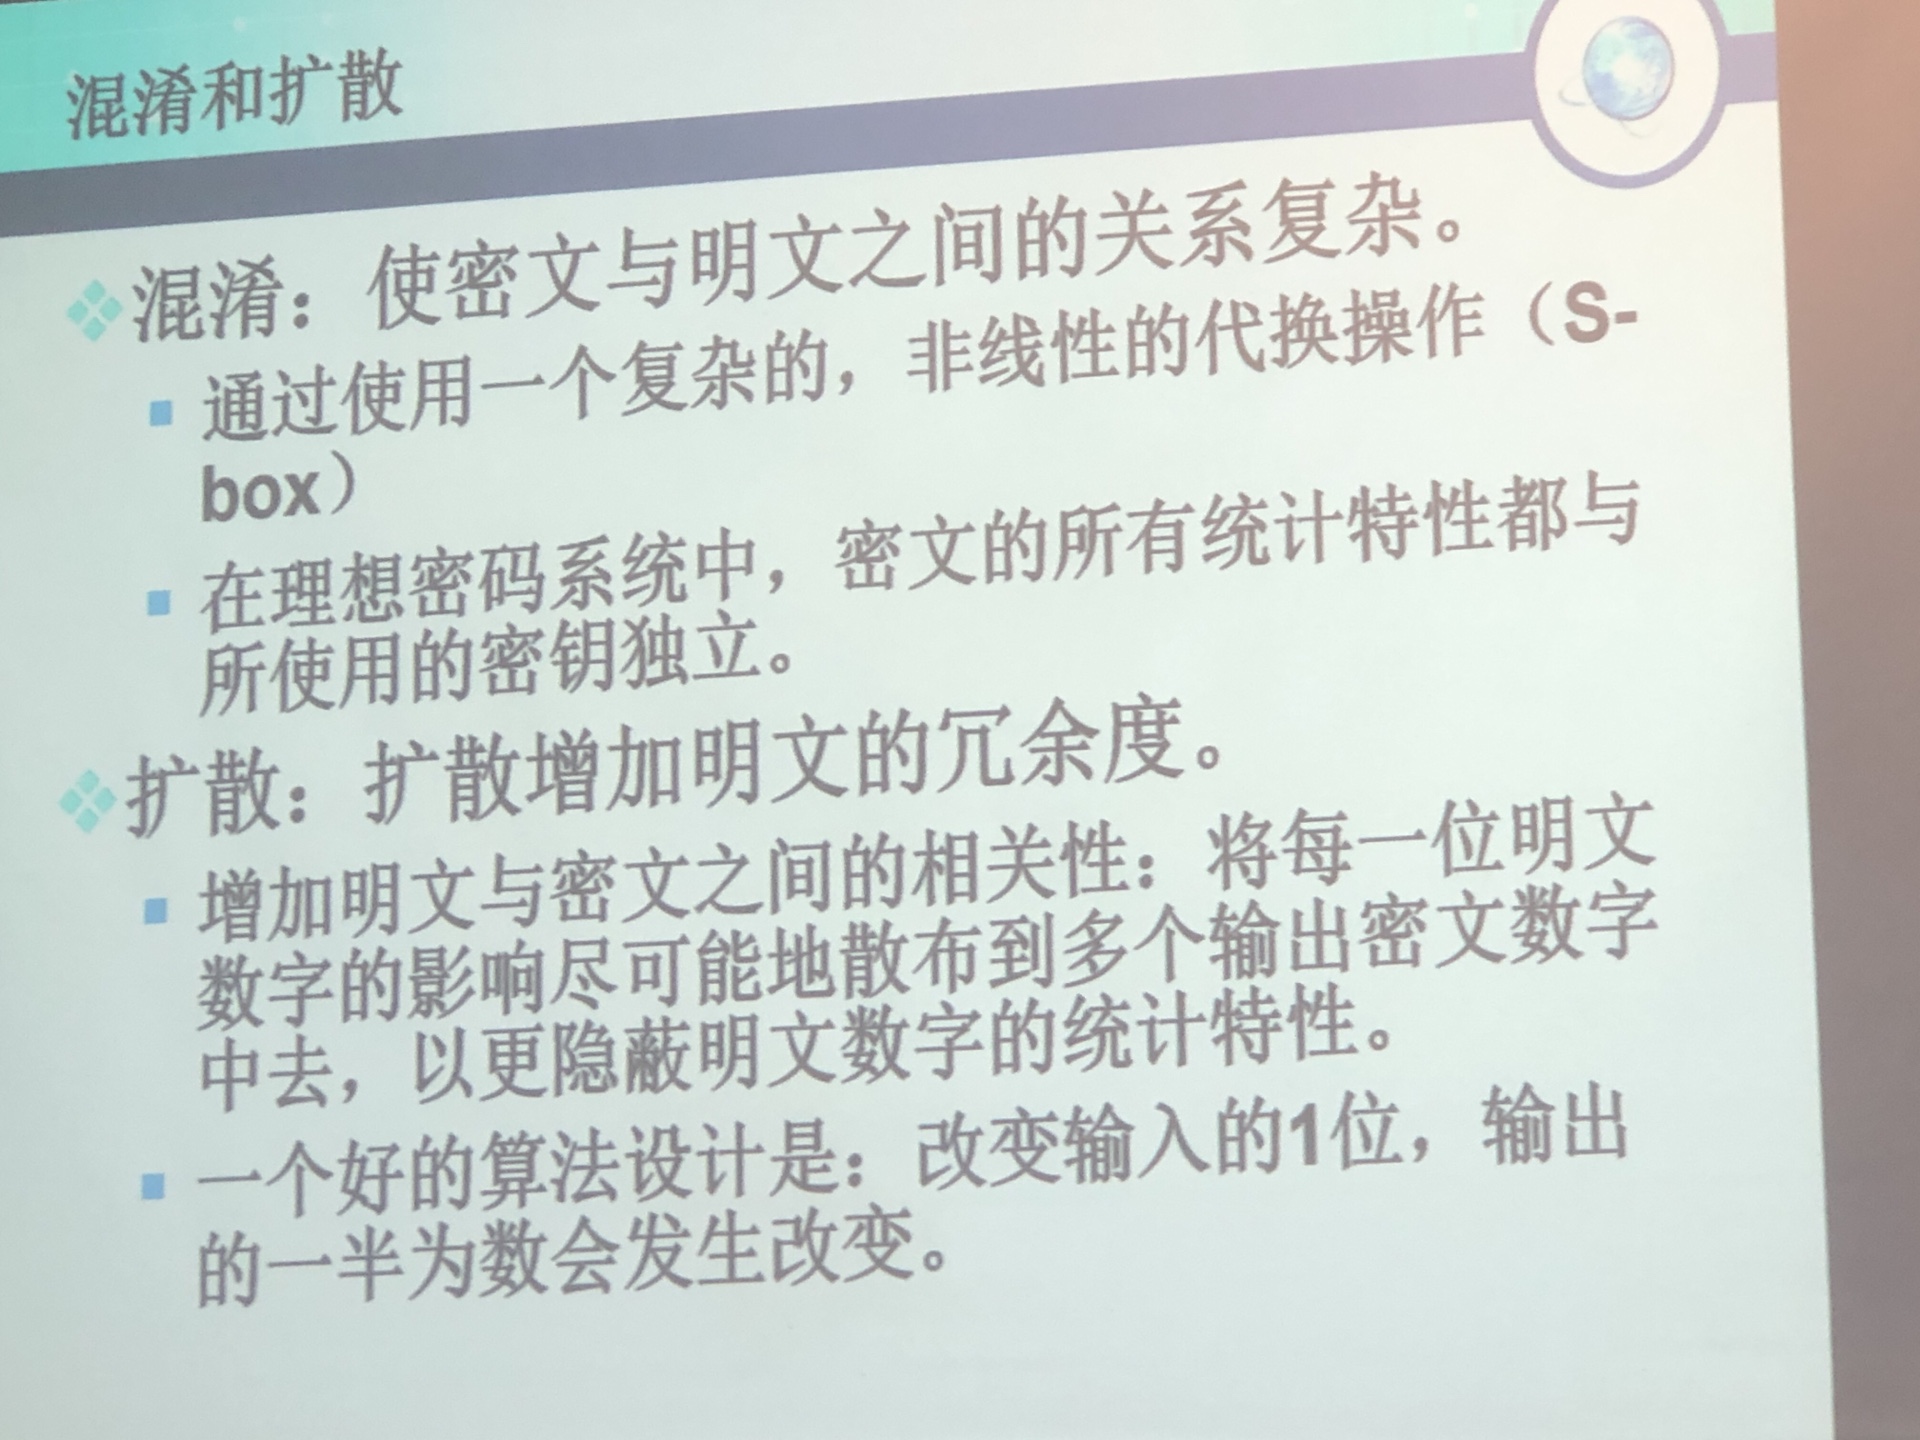 混淆和扩散
混淆：使密文与明文之间的关系复杂。
通过使用一个复杂的，非线性的代换操作（S-
box）
在理想密码系统中，密文的所有统计特性都与
所使用的密钥独立。
扩散：扩散增加明文的冗余度。
增加明文与密文之间的相关性：将每一位明文
数字的影响尽可能地散布到多个输出密文数字
中去，以更隐蔽明文数字的统计特性。
一个好的算法设计是：改变输入的1位，输出
的一半为数会发生改变。